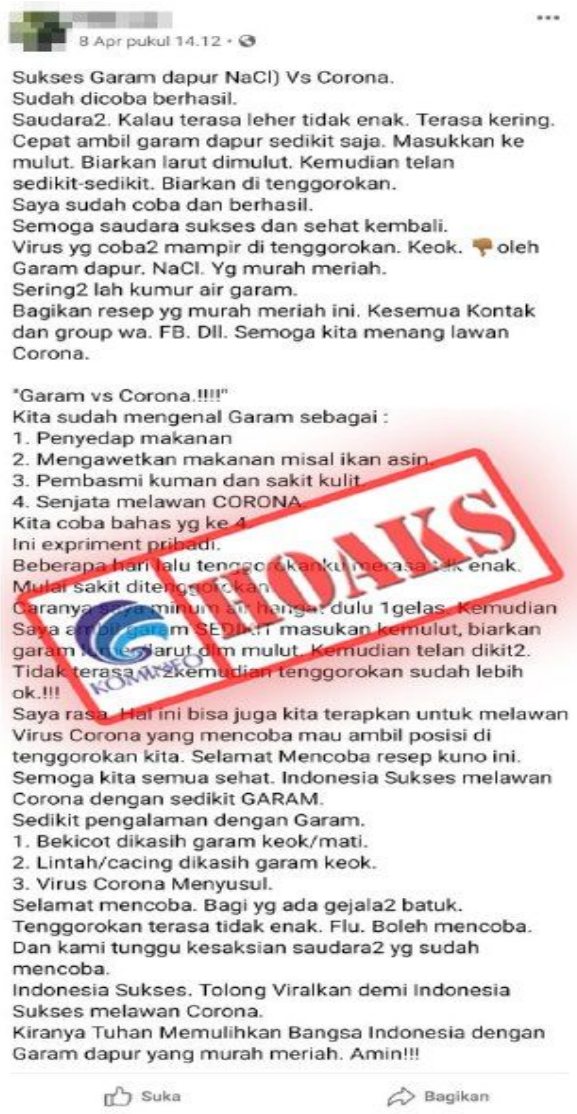 8 Apr pukul 14.12 ·
Sukses Garam dapur NaCl) Vs Corona.
Sudah dicoba berhasil.
Saudara2. Kalau terasa leher tidak enak. Terasa kering.
Cepat ambil garam dapur sedikit saja. Masukkan ke
mulut. Biarkan larut dimulut. Kemudian telan
sedikit-sedikit. Biarkan di tenggorokan.
Saya sudah coba dan berhasil.
Semoga saudara sukses dan sehat kembali.
Virus yg coba2 mampir di tenggorokan. Keok. 👎🏾 oleh
Garam dapur. NaCl. Yg murah meriah.
Sering2 lah kumur air garam.
Bagikan resep yg murah meriah ini. Kesemua Kontak
dan group wa. FB. Dll. Semoga kita menang lawan
Corona.
"Garam vs Corona.!!!!"
Kita sudah mengenal Garam sebagai :
1. Penyedap makanan
2. Mengawetkan makanan misal ikan asin.
3. Pembasmi kuman dan sakit kulit.
4. Senjata melawan CORONA
Kita coba bahas yg ke 4.
Ini expriment pribadi.
Beberapa hari lalu tenggorokanku merasa tdk enak.
Mulai sakit ditenggorokan
Caranya saya minum air hangat dulu 1gelas. Kemudian
Saya ambil garam SEDIKIT masukan kemulut, biarkan
garam larut dlm mulut. Kemudian telan dikit2.
Tidak terasa kemudian tenggorokan sudah lebih
ok.!!!
HOAKS
KOMINFO
Saya rasa. Hal ini bisa juga kita terapkan untuk melawan
Virus Corona yang mencoba mau ambil posisi di
tenggorokan kita. Selamat Mencoba resep kuno ini.
Semoga kita semua sehat. Indonesia Sukses melawan
Corona dengan sedikit GARAM.
Sedikit pengalaman dengan Garam.
1. Bekicot dikasih garam keok/mati.
2. Lintah/cacing dikasih garam keok.
3. Virus Corona Menyusul.
Selamat mencoba. Bagi yg ada gejala2 batuk.
Tenggorokan terasa tidak enak. Flu. Boleh mencoba.
Dan kami tunggu kesaksian saudara2 yg sudah
mencoba.
Indonesia Sukses. Tolong Viralkan demi Indonesia
Sukses melawan Corona.
Kiranya Tuhan Memulihkan Bangsa Indonesia dengan
Garam dapur yang murah meriah. Amin!!!
Suka
Bagikan